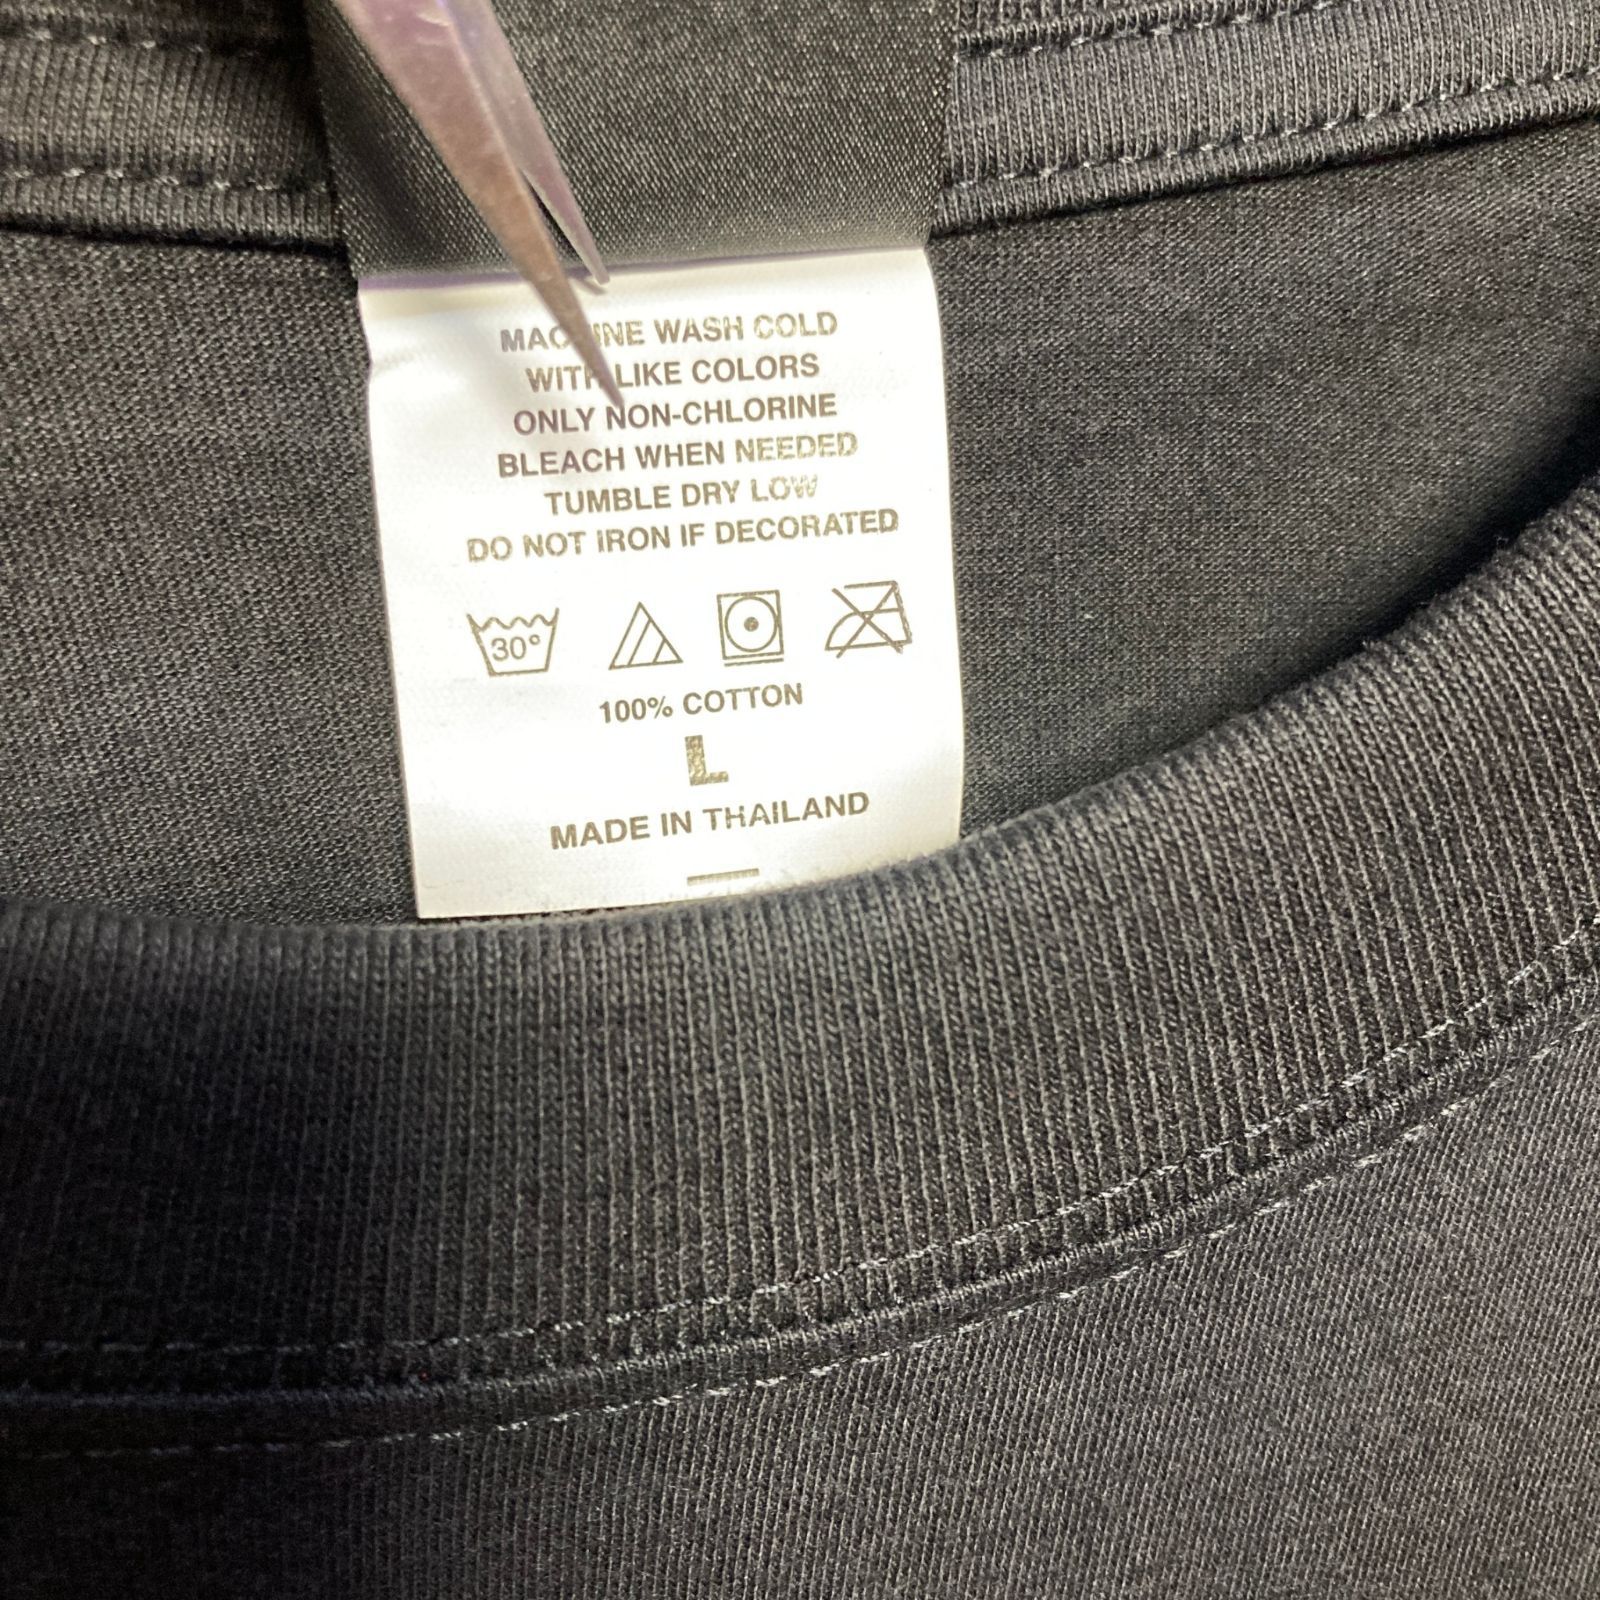 MACHINE WASH COLD
WITH LIKE COLORS
ONLY NON-CHLORINE
BLEACH WHEN NEEDED
TUMBLE DRY LOW
DO NOT IRON IF DECORATED
30°
100% COTTON
L
MADE IN THAILAND